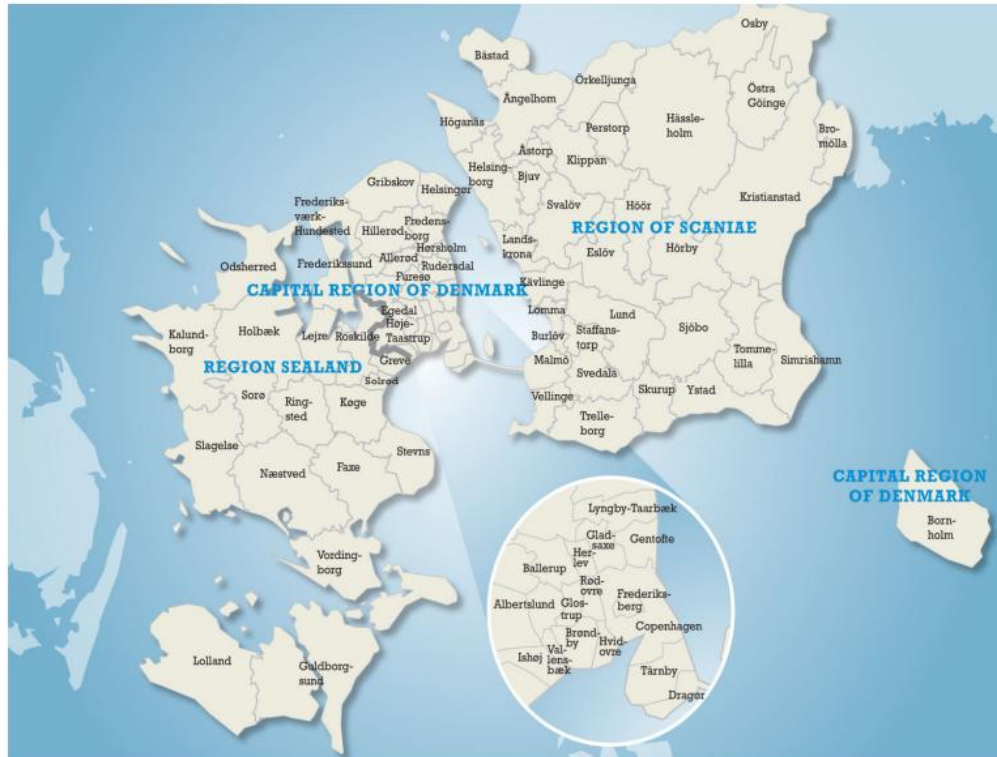 Osby
Båstad
Örkelljunga
Ängelhom
Östra
Göinge
Hässle-
holm
Höganäs
Perstorp
Bro-
mölla
Åstorp
Klippan
Helsing-
borg
Bjuv
Gribskov
Helsingør
Kristianstad
Svalöv
Höör
Frederiks-
værk-
Hundested
Hillerød
Fredens-
borg
REGION OF SCANIAE
Lands-
krona
Eslöv
Hörby
Hørsholm
Allerød
Rudersdal
Odsherred
Frederikssund
Furesø
CAPITAL REGION OF DENMARK
Kävlinge
Egedal
Lomma
Lund
Høje-
Taastrup
Kalund-
borg
Holbæk
Lejre
Roskilde
Burlöv
Staffans-
torp
Sjöbo
Malmö
Tomme-
lilla
Simrishamn
Greve
REGION SEALAND
Solrød
Svedala
Sorø
Ring-
sted
Køge
Vellinge
Skurup
Ystad
Trelle-
borg
Slagelse
Stevns
Næstved
Faxe
CAPITAL REGION
OF DENMARK
Born-
holm
Vording-
borg
Lolland
Guldborg-
sund
Lyngby-Taarbæk
Glad-
saxe
Gentofte
Her-
lev
Ballerup
Rød-
ovre
Frederiks-
berg
Albertslund
Glos-
trup
Copenhagen
Brønd-
by
Hvid-
ovre
Ishøj
Val-
lens-
bæk
Tårnby
Dragør